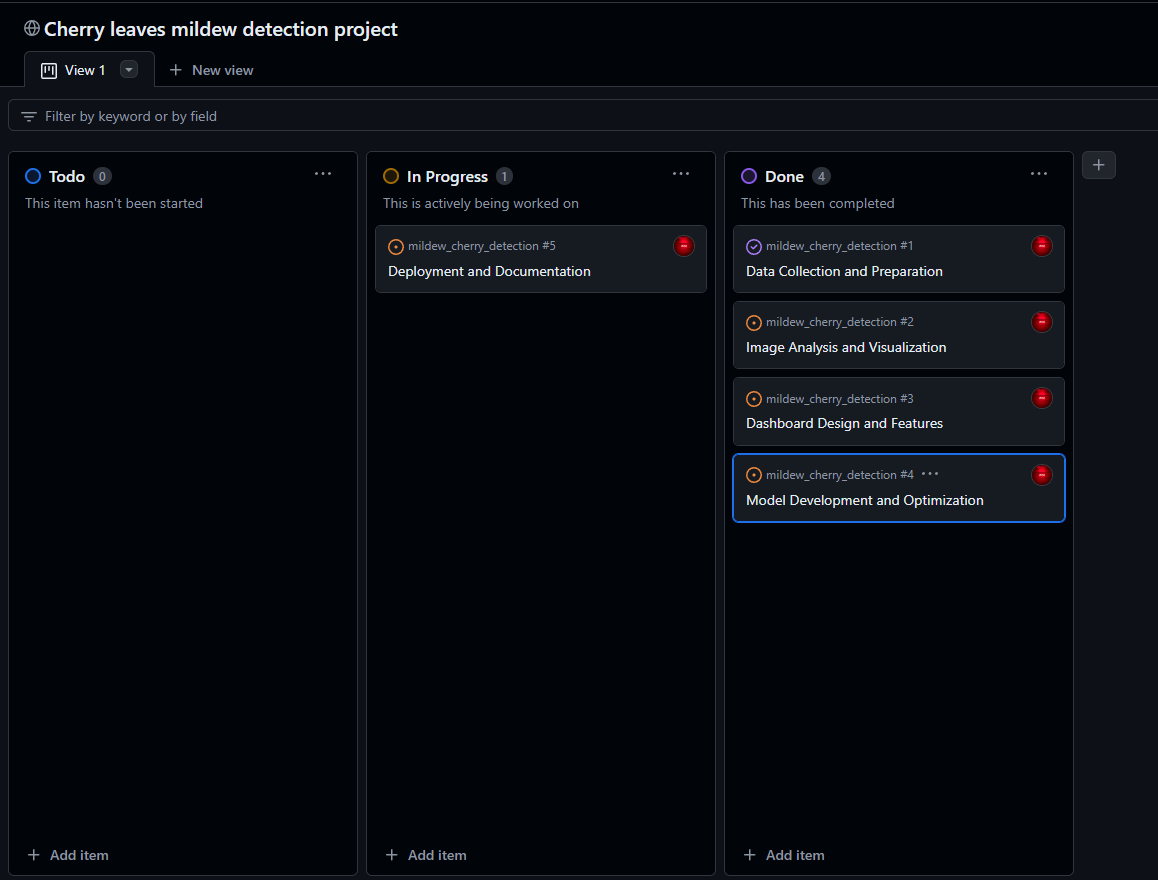 Cherry leaves mildew detection project
View 1
New view
Filter by keyword or by field
Todo 0
This item hasn't been started
Add item
In Progress 1
This is actively being worked on
mildew_cherry_detection #5
Deployment and Documentation
Add item
Done 4
This has been completed
mildew_cherry_detection #1
Data Collection and Preparation
mildew_cherry_detection #2
Image Analysis and Visualization
mildew_cherry_detection #3
Dashboard Design and Features
mildew_cherry_detection #4
Model Development and Optimization
Add item